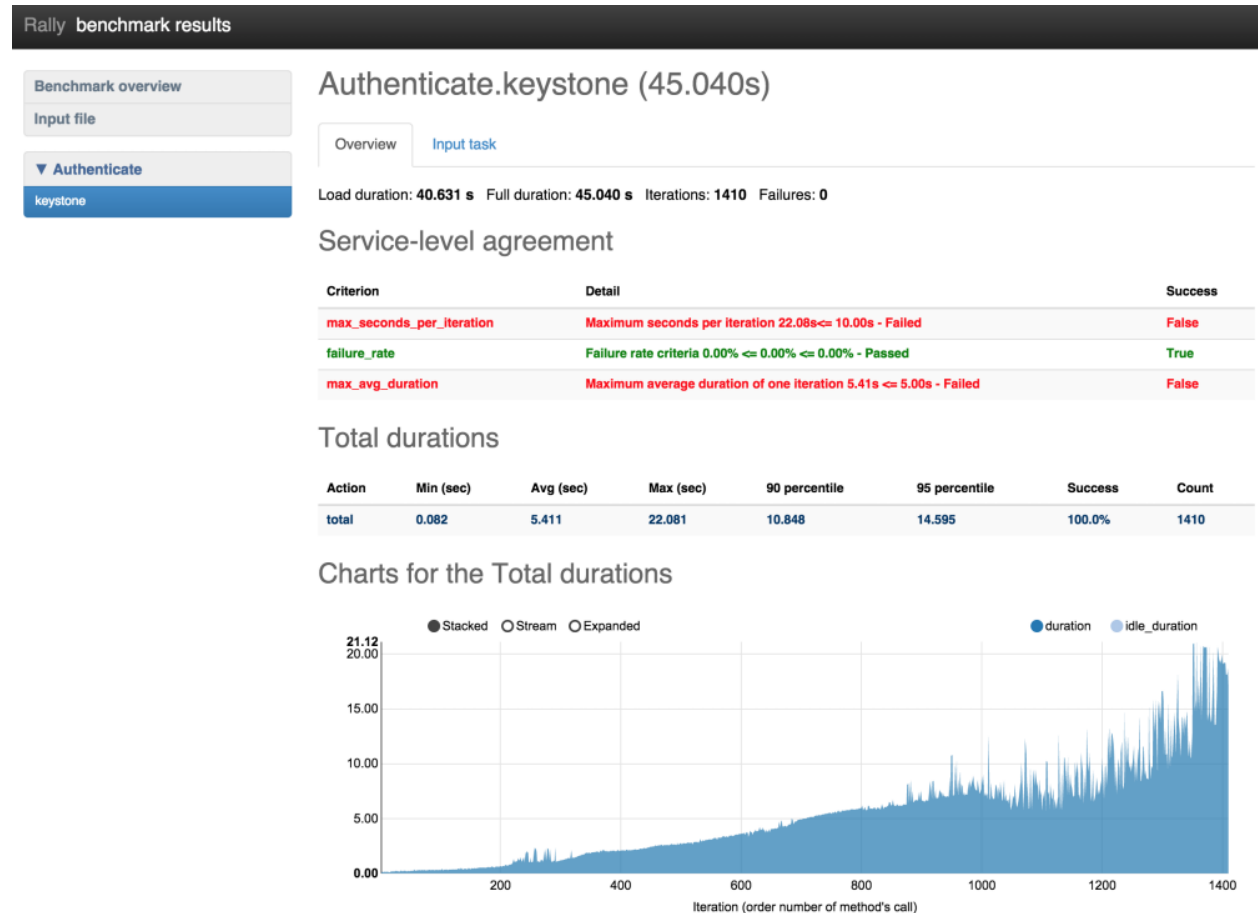 Rally benchmark results
Benchmark overview
Input file
▼ Authenticate
keystone
Authenticate.keystone (45.040s)
Overview Input task
Load duration: 40.631 s Full duration: 45.040 s Iterations: 1410 Failures: 0
Service-level agreement
Criterion Detail Success
max_seconds_per_iteration Maximum seconds per iteration 22.08s<= 10.00s - Failed False
failure_rate Failure rate criteria 0.00% <= 0.00% <= 0.00% - Passed True
max_avg_duration Maximum average duration of one iteration 5.41s <= 5.00s - Failed False
Total durations
Action Min (sec) Avg (sec) Max (sec) 90 percentile 95 percentile Success Count
total 0.082 5.411 22.081 10.848 14.595 100.0% 1410
Charts for the Total durations
Stacked Stream Expanded duration idle_duration
21.12
20.00
15.00
10.00
5.00
0.00
200 400 600 800 1000 1200 1400
Iteration (order number of method's call)